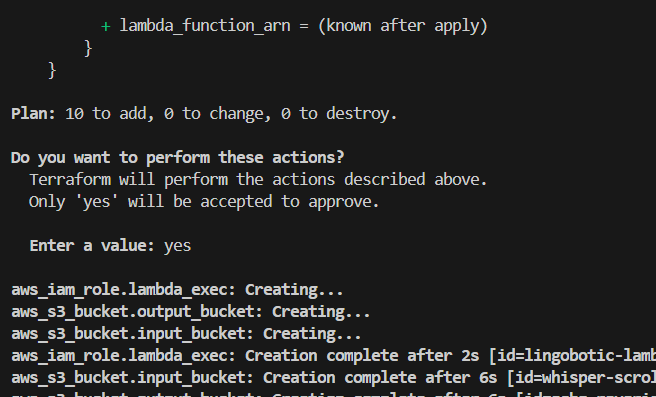 + lambda_function_arn = (known after apply)
}
}
Plan: 10 to add, 0 to change, 0 to destroy.
Do you want to perform these actions?
Terraform will perform the actions described above.
Only 'yes' will be accepted to approve.
Enter a value: yes
aws_iam_role.lambda_exec: Creating...
aws_s3_bucket.output_bucket: Creating...
aws_s3_bucket.input_bucket: Creating...
aws_iam_role.lambda_exec: Creation complete after 2s [id=lingobotic-lamb
aws_s3_bucket.input_bucket: Creation complete after 6s [id=whisper-scrol